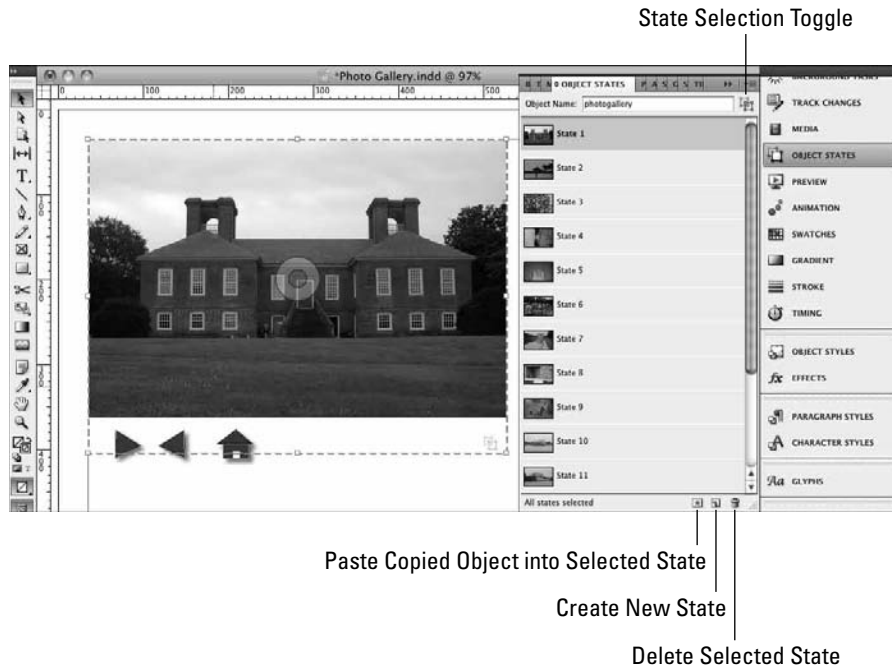 State Selection Toggle
*Photo Gallery.indd @ 97%
0 100 200 300 400 500
OBJECT STATES
Object Name: photogallery
State 1
State 2
State 3
State 4
State 5
State 6
State 7
State 8
State 9
State 10
State 11
All states selected
TRACK CHANGES
MEDIA
OBJECT STATES
PREVIEW
ANIMATION
SWATCHES
GRADIENT
STROKE
TIMING
OBJECT STYLES
fx EFFECTS
PARAGRAPH STYLES
CHARACTER STYLES
GLYPHS
Paste Copied Object into Selected State
Create New State
Delete Selected State